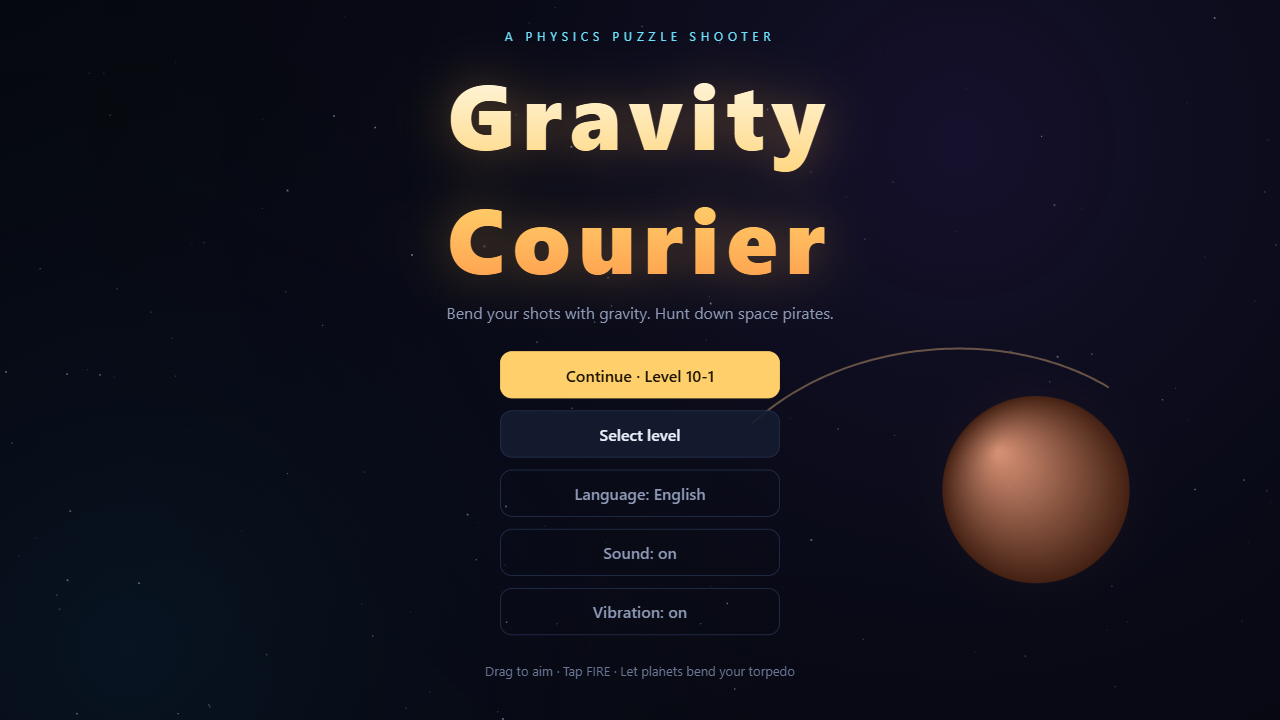 A PHYSICS PUZZLE SHOOTER
Gravity
Courier
Bend your shots with gravity. Hunt down space pirates.
Continue · Level 10-1
Select level
Language: English
Sound: on
Vibration: on
Drag to aim · Tap FIRE · Let planets bend your torpedo